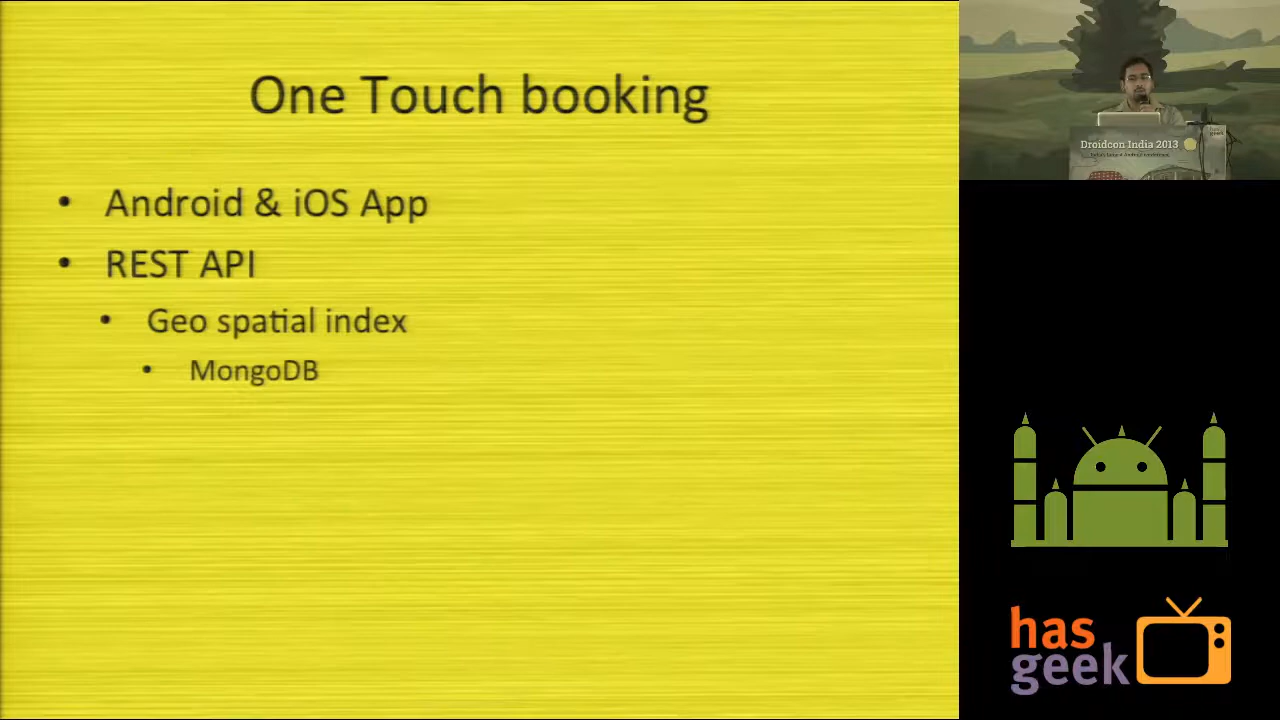 One Touch booking
• Android & iOS App
• REST API
• Geo spatial index
• MongoDB
Droidcon India 2013
has
geek